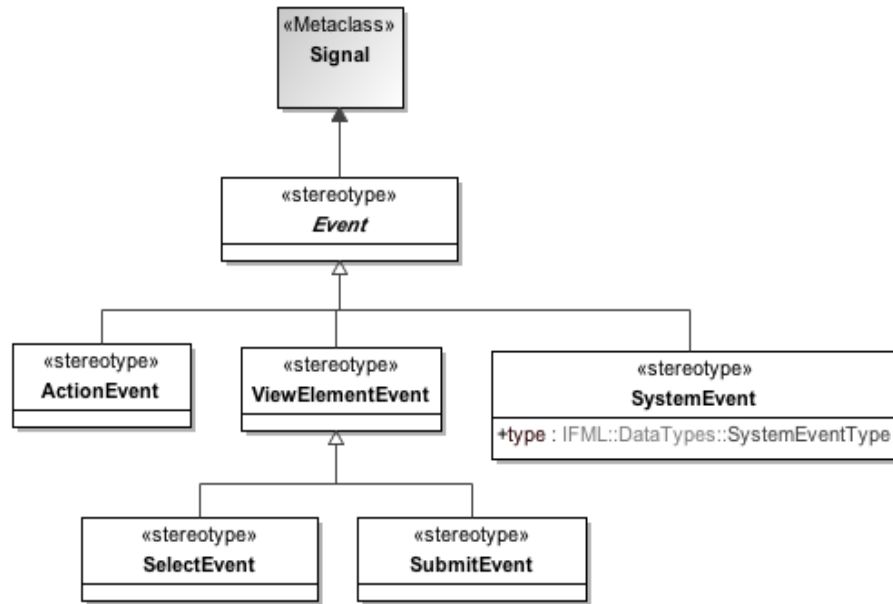 «Metaclass»
Signal
«stereotype»
Event
«stereotype»
ActionEvent
«stereotype»
ViewElementEvent
«stereotype»
SystemEvent
+type : IFML::DataTypes::SystemEventType
«stereotype»
SelectEvent
«stereotype»
SubmitEvent